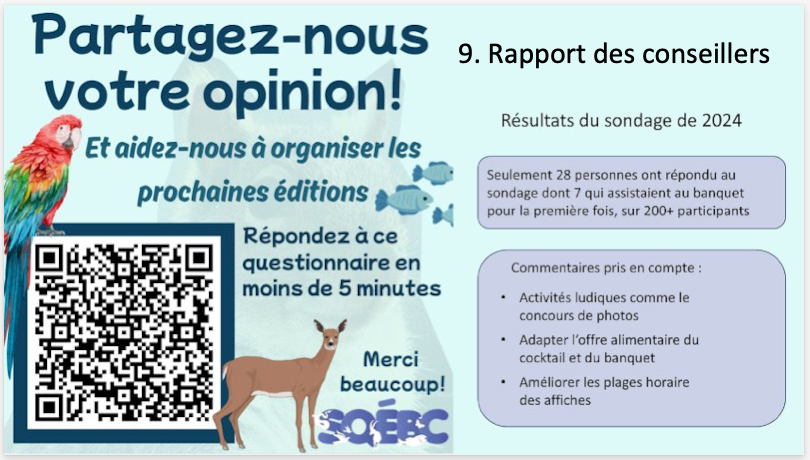 Partagez-nous
votre opinion!
Et aidez-nous à organiser les
prochaines éditions
Répondez à ce
questionnaire en
moins de 5 minutes
Merci
beaucoup!
SOÉBC
9. Rapport des conseillers
Résultats du sondage de 2024
Seulement 28 personnes ont répondu au
sondage dont 7 qui assistaient au banquet
pour la première fois, sur 200+ participants
Commentaires pris en compte :
• Activités ludiques comme le
concours de photos
• Adapter l'offre alimentaire du
cocktail et du banquet
• Améliorer les plages horaire
des affiches